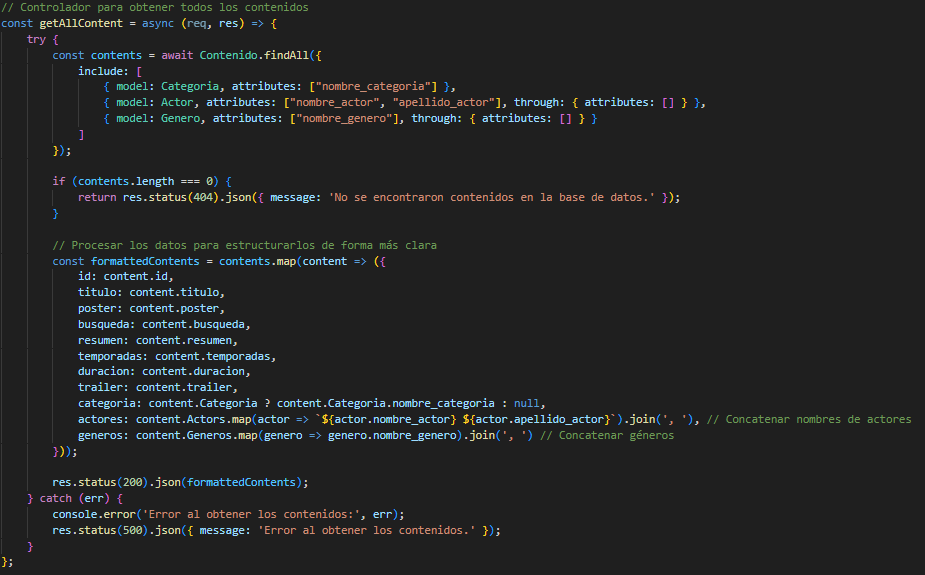 // Controlador para obtener todos los contenidos
const getAllContent = async (req, res) => {
    try {
        const contents = await Contenido.findAll({
            include: [
                { model: Categoria, attributes: ["nombre_categoria"] },
                { model: Actor, attributes: ["nombre_actor", "apellido_actor"], through: { attributes: [] } },
                { model: Genero, attributes: ["nombre_genero"], through: { attributes: [] } }
            ]
        });

        if (contents.length === 0) {
            return res.status(404).json({ message: 'No se encontraron contenidos en la base de datos.' });
        }

        // Procesar los datos para estructurarlos de forma más clara
        const formattedContents = contents.map(content => ({
            id: content.id,
            titulo: content.titulo,
            poster: content.poster,
            busqueda: content.busqueda,
            resumen: content.resumen,
            temporadas: content.temporadas,
            duracion: content.duracion,
            trailer: content.trailer,
            categoria: content.Categoria ? content.Categoria.nombre_categoria : null,
            actores: content.Actors.map(actor => `${actor.nombre_actor} ${actor.apellido_actor}`).join(', '), // Concatenar nombres de actores
            generos: content.Generos.map(genero => genero.nombre_genero).join(', ') // Concatenar géneros
        }));

        res.status(200).json(formattedContents);
    } catch (err) {
        console.error('Error al obtener los contenidos:', err);
        res.status(500).json({ message: 'Error al obtener los contenidos.' });
    }
};